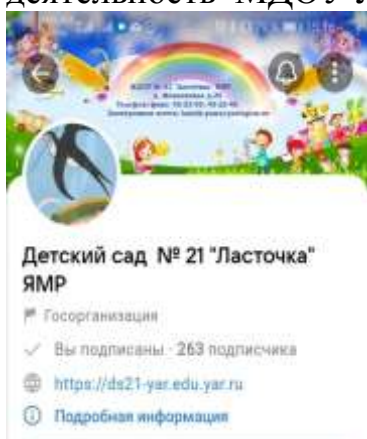 деятельность МДОУ
Детский сад № 21 "Ласточка"
ЯМР
Госорганизация
Вы подписаны · 263 подписчика
https://ds21-yar.edu.yar.ru
Подробная информация